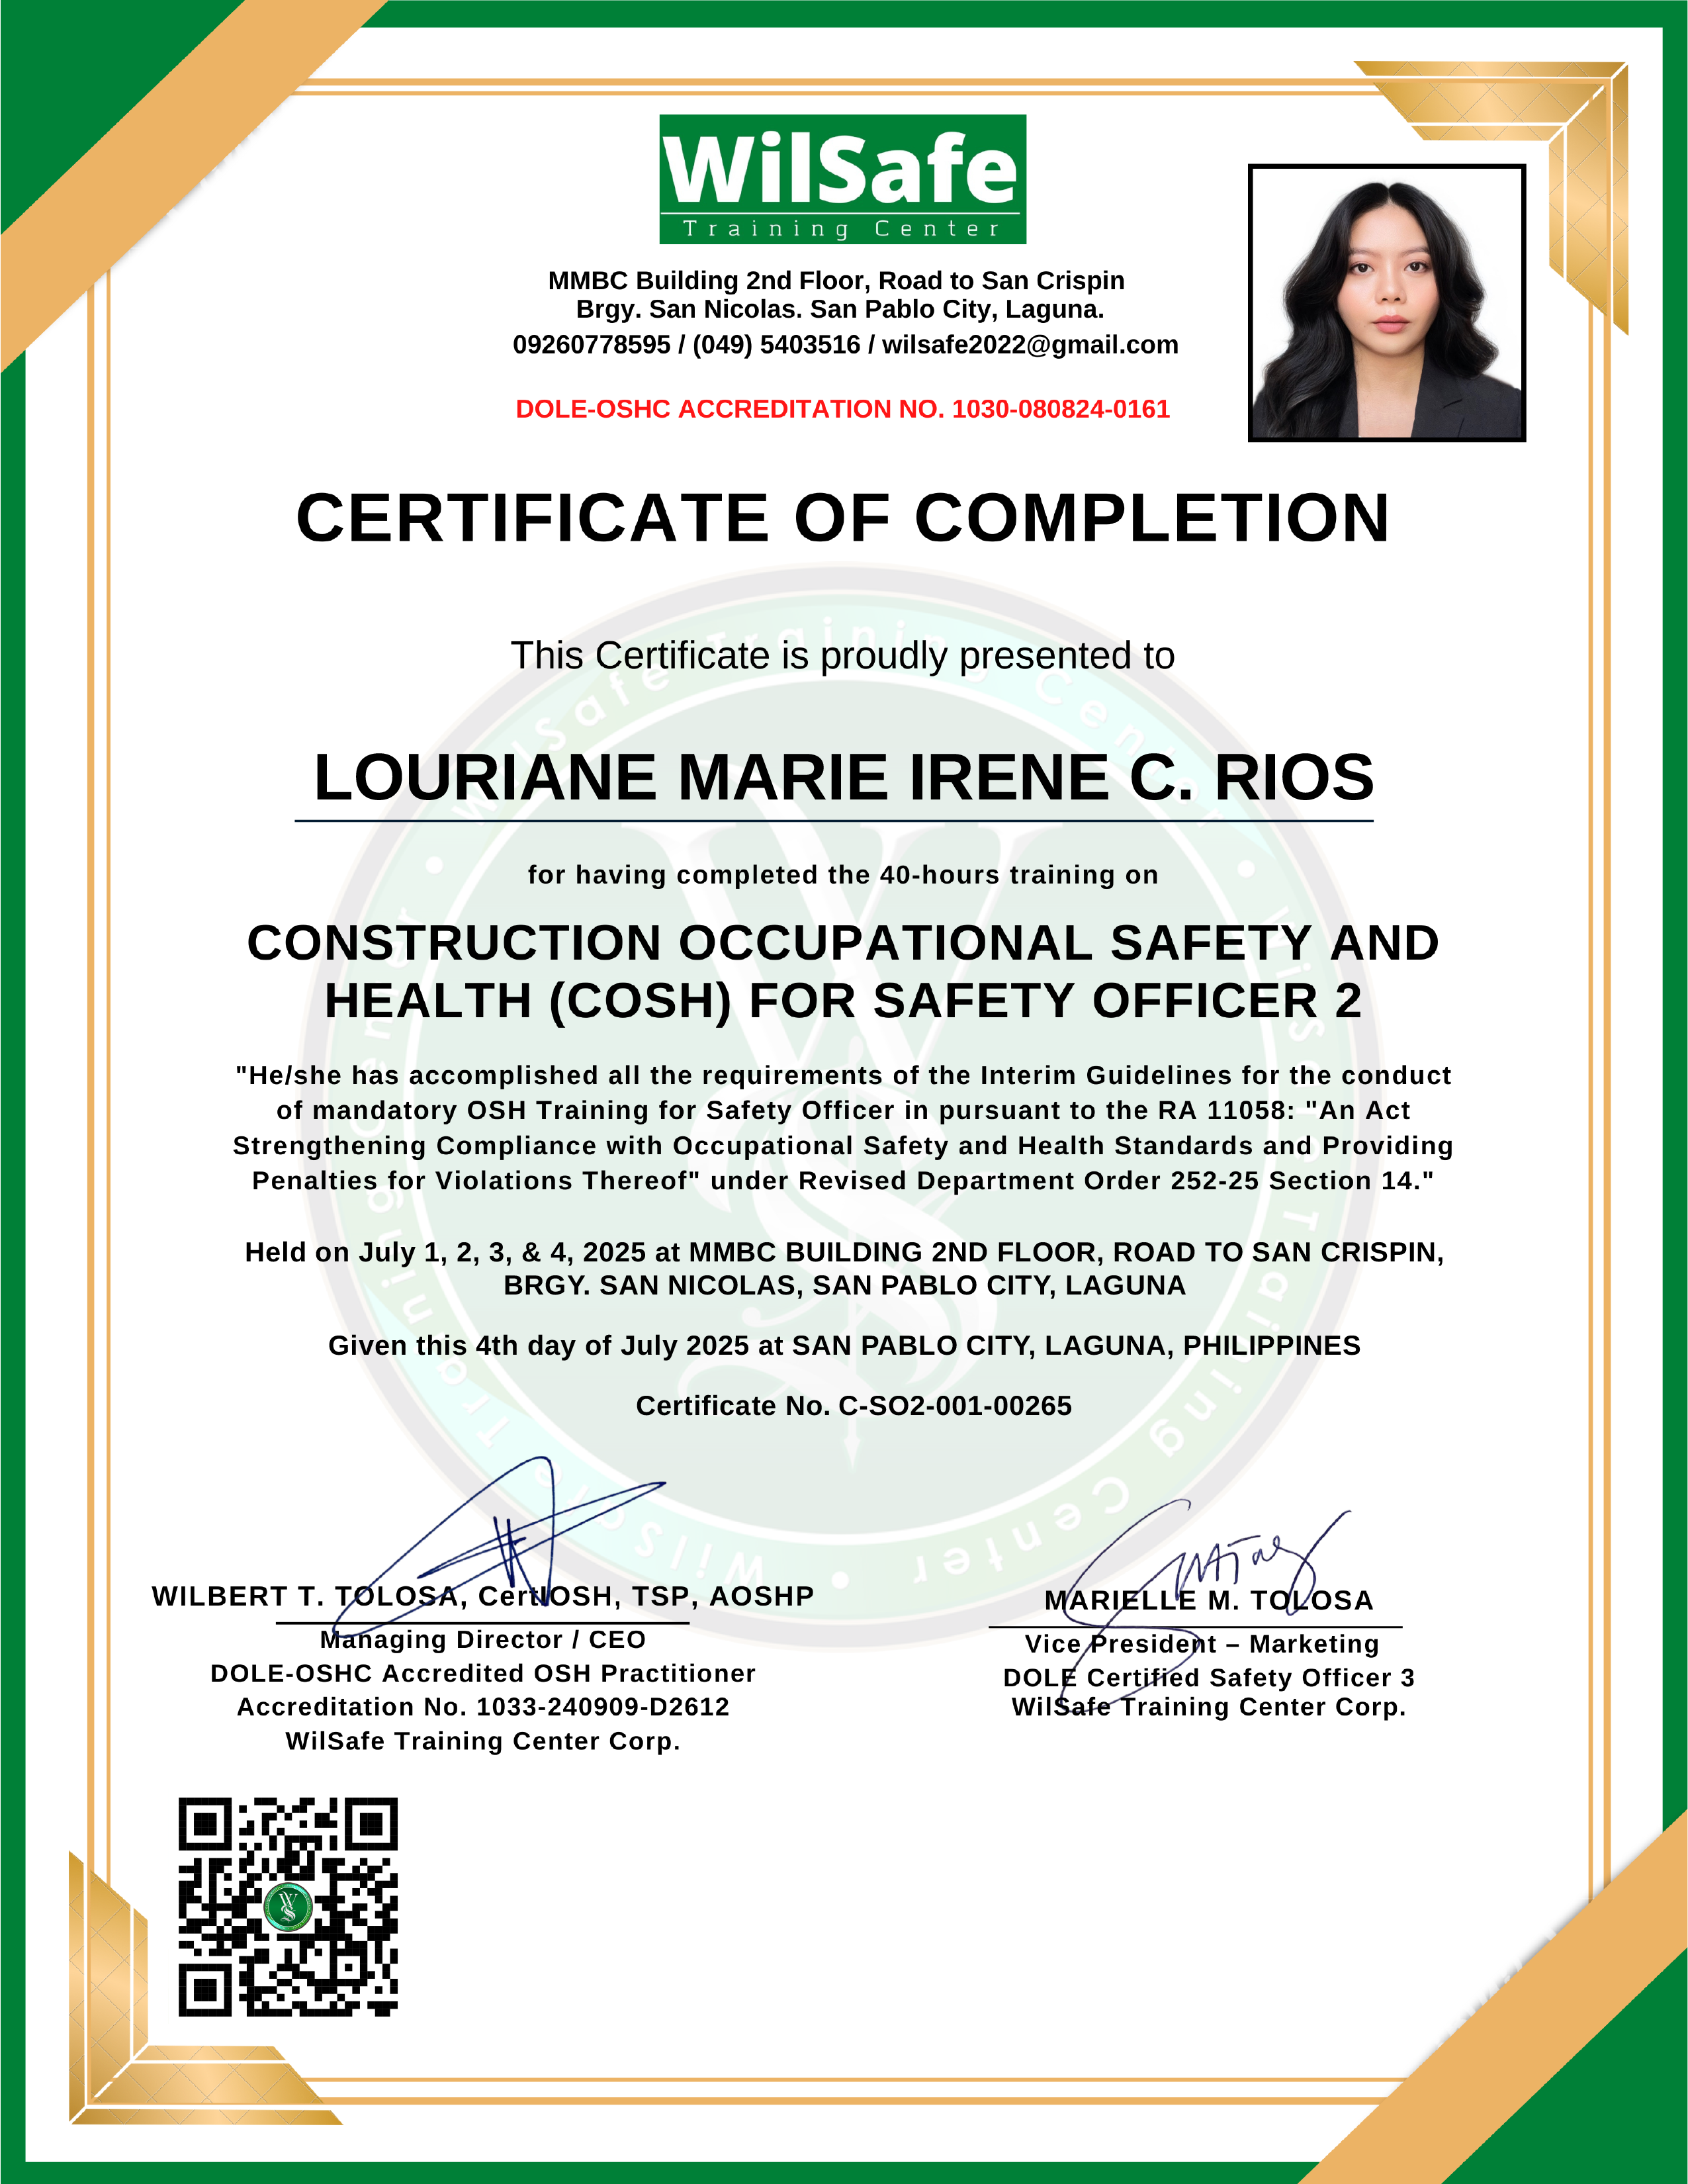 WilSafe
Training Center
MMBC Building 2nd Floor, Road to San Crispin
Brgy. San Nicolas. San Pablo City, Laguna.
09260778595 / (049) 5403516 / wilsafe2022@gmail.com
DOLE-OSHC ACCREDITATION NO. 1030-080824-0161
CERTIFICATE OF COMPLETION
This Certificate is proudly presented to
LOURIANE MARIE IRENE C. RIOS
for having completed the 40-hours training on
CONSTRUCTION OCCUPATIONAL SAFETY AND
HEALTH (COSH) FOR SAFETY OFFICER 2
"He/she has accomplished all the requirements of the Interim Guidelines for the conduct
of mandatory OSH Training for Safety Officer in pursuant to the RA 11058: "An Act
Strengthening Compliance with Occupational Safety and Health Standards and Providing
Penalties for Violations Thereof" under Revised Department Order 252-25 Section 14."
Held on July 1, 2, 3, & 4, 2025 at MMBC BUILDING 2ND FLOOR, ROAD TO SAN CRISPIN,
BRGY. SAN NICOLAS, SAN PABLO CITY, LAGUNA
Given this 4th day of July 2025 at SAN PABLO CITY, LAGUNA, PHILIPPINES
Certificate No. C-SO2-001-00265
WilSafe Training Center • WilSafe Training Center • WilSafe Training Center •
WILBERT T. TOLOSA, CertIOSH, TSP, AOSHP
Managing Director / CEO
DOLE-OSHC Accredited OSH Practitioner
Accreditation No. 1033-240909-D2612
WilSafe Training Center Corp.
MARIELLE M. TOLOSA
Vice President – Marketing
DOLE Certified Safety Officer 3
WilSafe Training Center Corp.